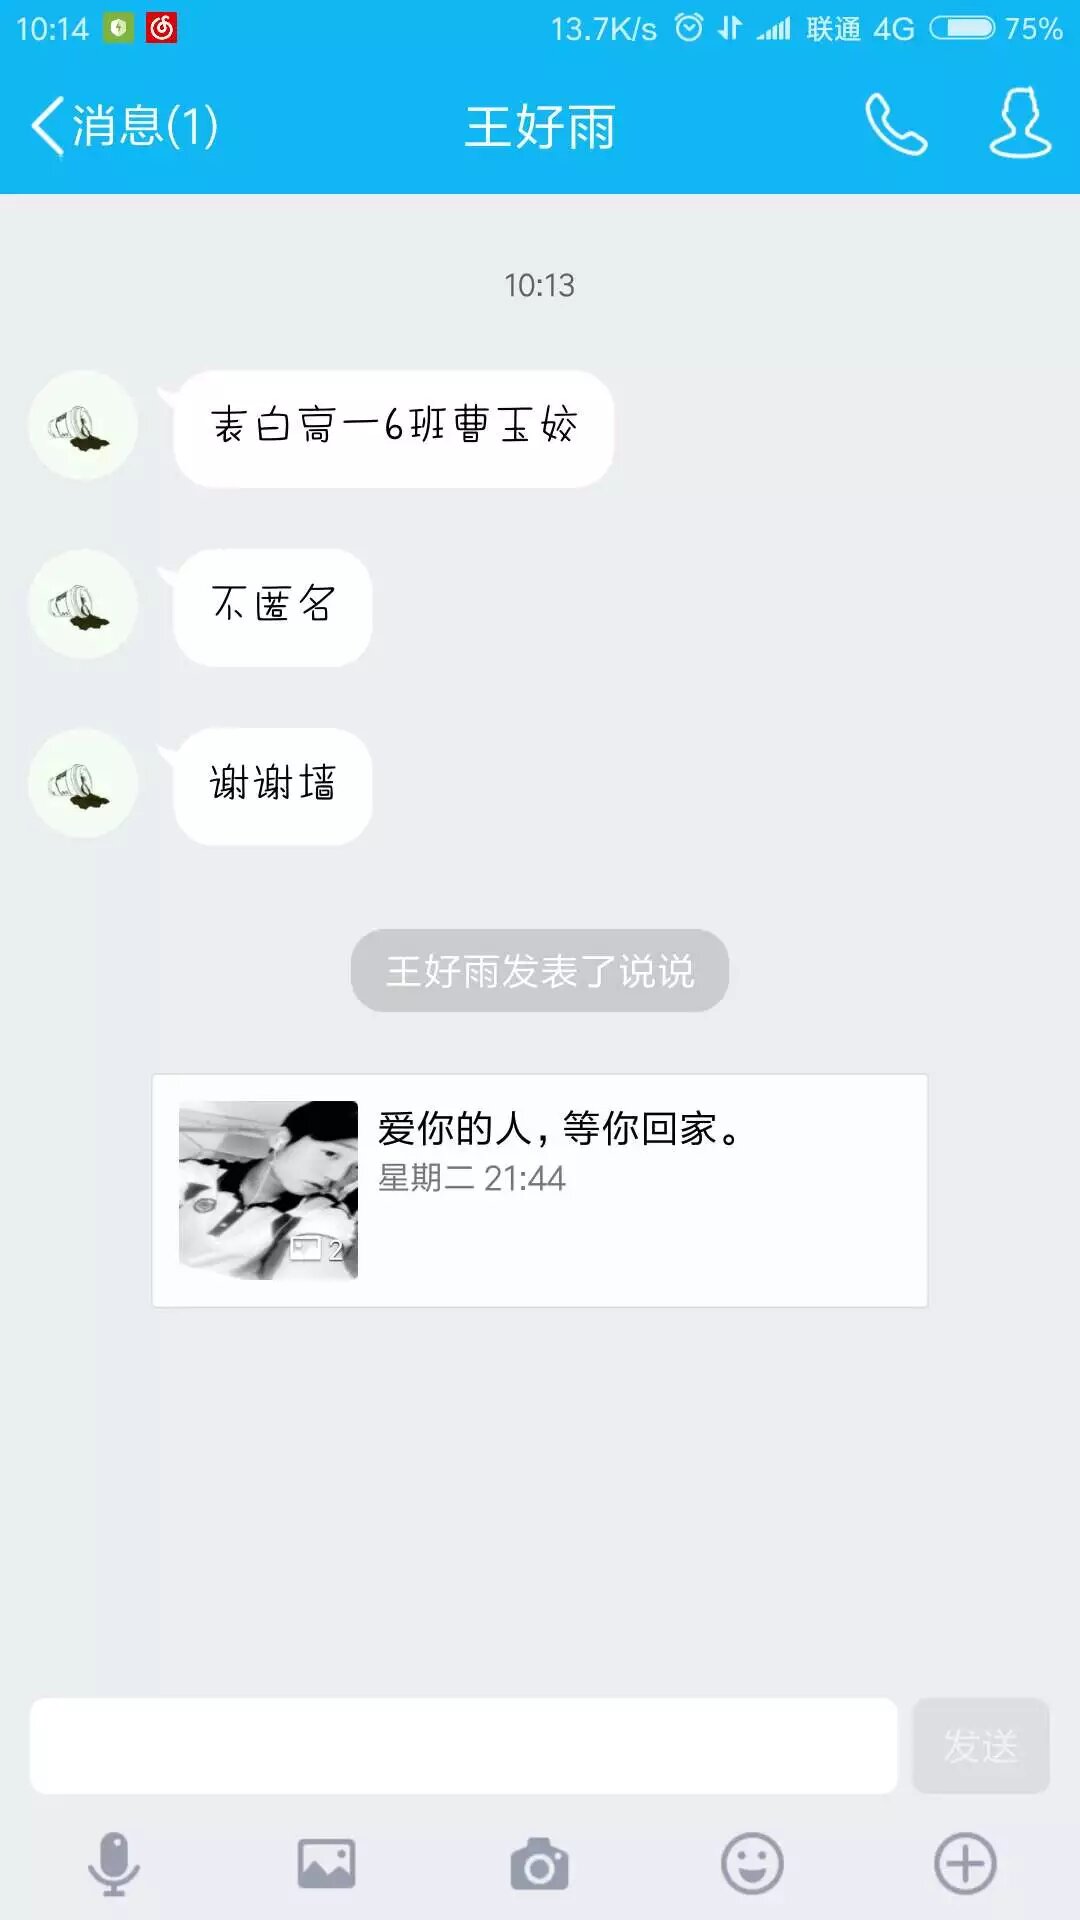 10:14 13.7K/s 联通 4G 75%
消息(1) 王好雨
10:13
表白高一6班曹玉姣
不匿名
谢谢墙
王好雨发表了说说
爱你的人，等你回家。
星期二 21:44
2
发送